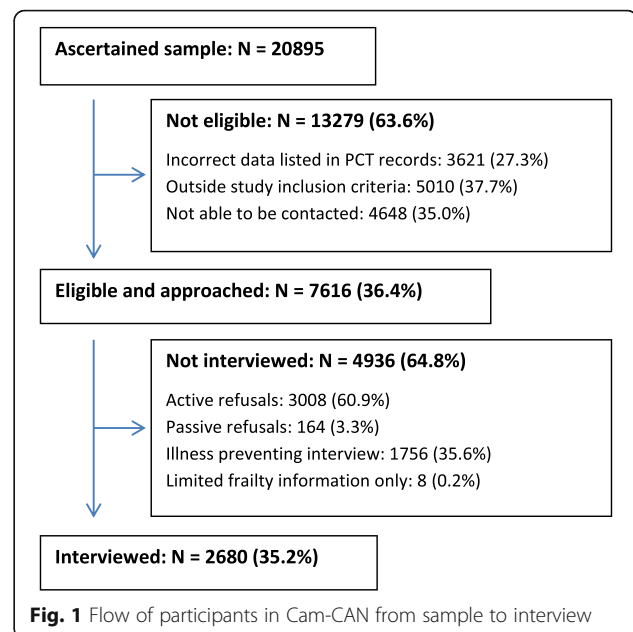 Ascertained sample: N = 20895
Not eligible: N = 13279 (63.6%)
Incorrect data listed in PCT records: 3621 (27.3%)
Outside study inclusion criteria: 5010 (37.7%)
Not able to be contacted: 4648 (35.0%)
Eligible and approached: N = 7616 (36.4%)
Not interviewed: N = 4936 (64.8%)
Active refusals: 3008 (60.9%)
Passive refusals: 164 (3.3%)
Illness preventing interview: 1756 (35.6%)
Limited frailty information only: 8 (0.2%)
Interviewed: N = 2680 (35.2%)
Fig. 1 Flow of participants in Cam-CAN from sample to interview